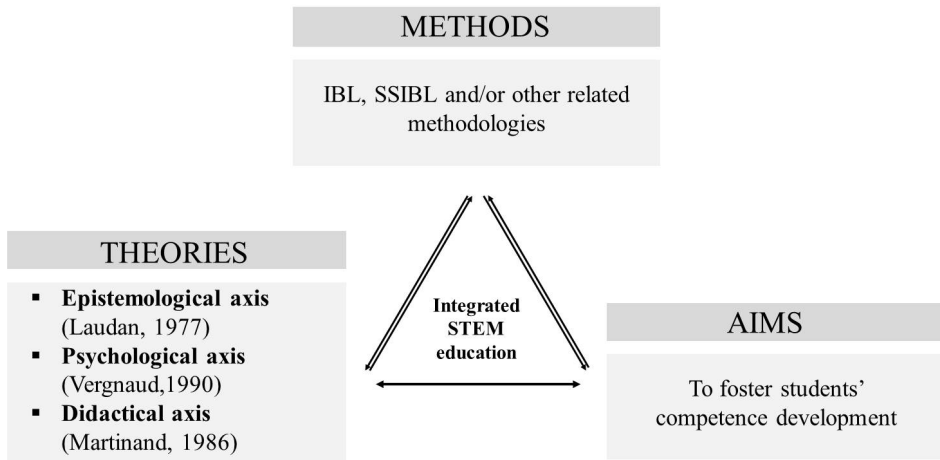 METHODS
IBL, SSIBL and/or other related
methodologies
THEORIES
▪ Epistemological axis
(Laudan, 1977)
▪ Psychological axis
(Vergnaud,1990)
▪ Didactical axis
(Martinand, 1986)
Integrated
STEM
education
AIMS
To foster students’
competence development